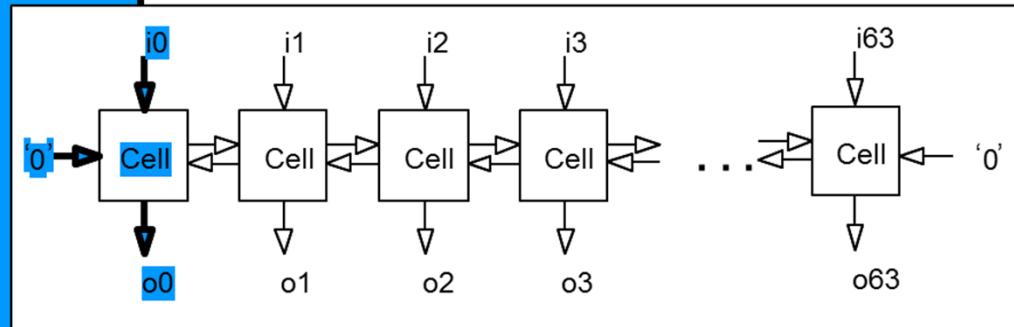 i0 i1 i2 i3 i63
‘0’ Cell Cell Cell Cell . . . Cell ‘0’
o0 o1 o2 o3 o63